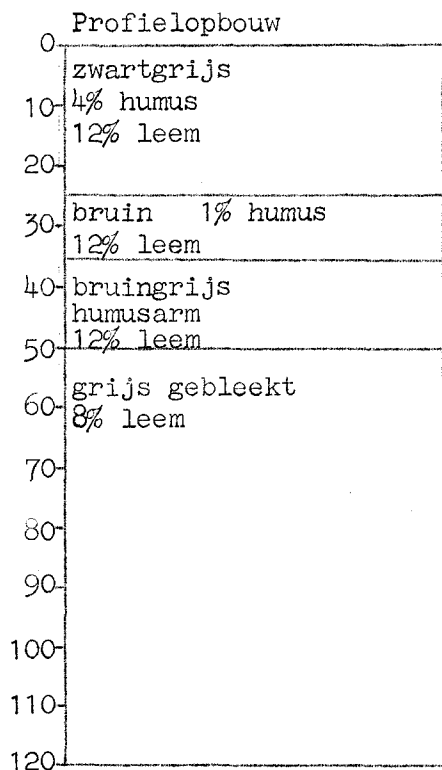 Profielopbouw
0
zwartgrijs
10 4% humus
12% leem
20
30 bruin 1% humus
12% leem
40 bruingrijs
humusarm
50 12% leem
grijs gebleekt
60 8% leem
70
80
90
100
110
120